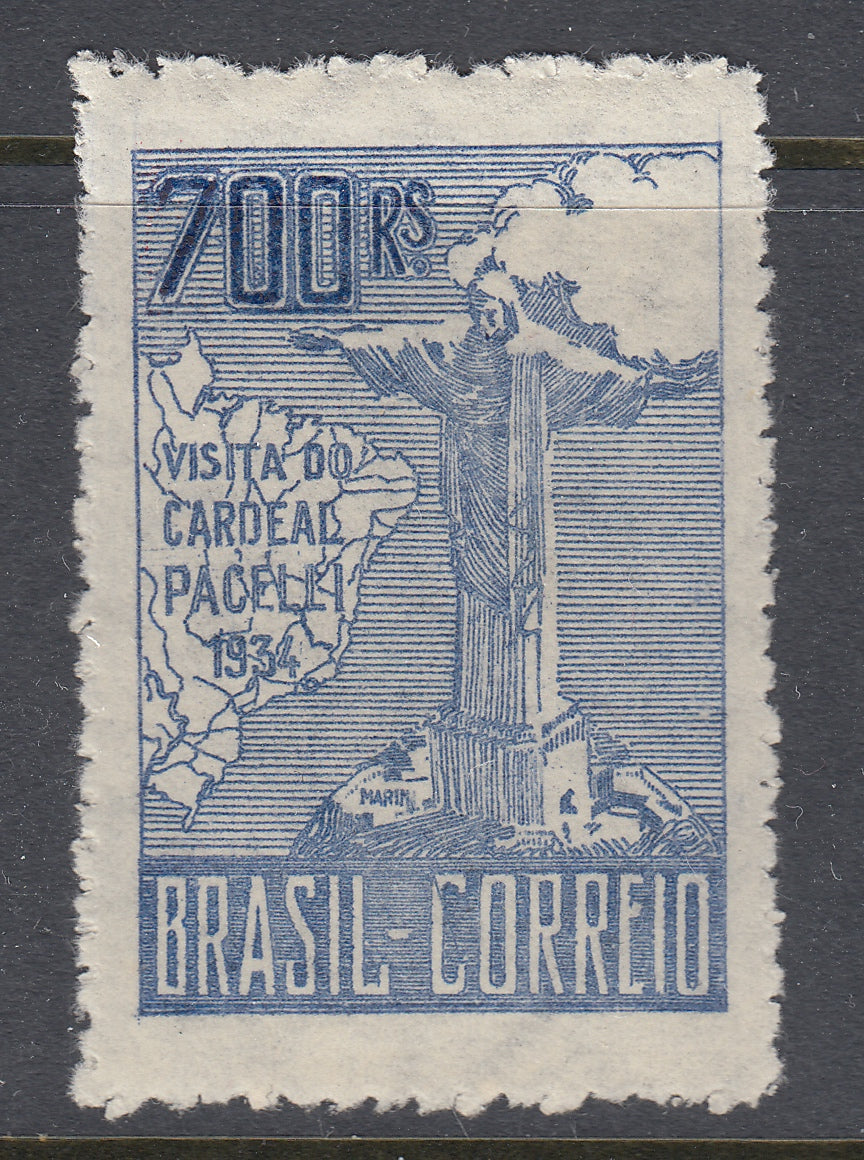 700 RS.
VISITA DO
CARDEAL
PACELLI
1934
MARIN
BRASIL-CORREIO